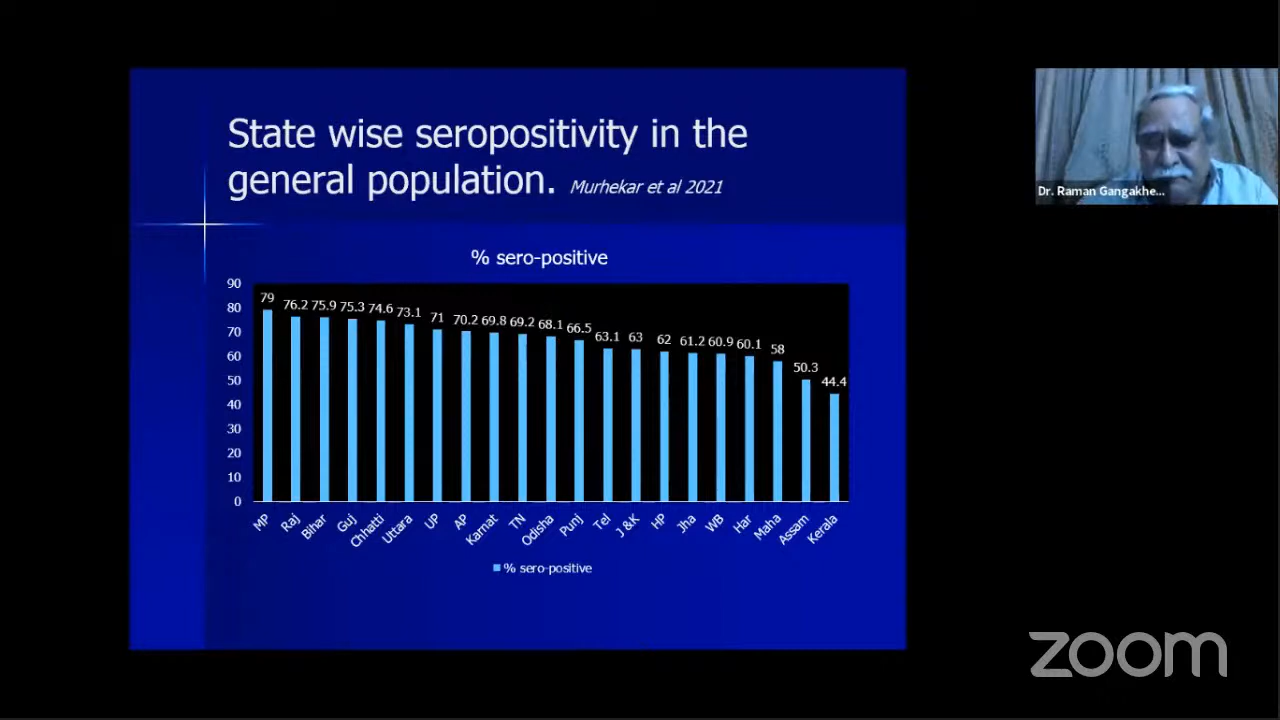 State wise seropositivity in the
general population. Murhekar et al 2021
Dr. Raman Gangakhe...
% sero-positive
90
80
70
60
50
40
30
20
10
0
79 76.2 75.9 75.3 74.6 73.1 71 70.2 69.8 69.2 68.1 66.5 63.1 63 62 61.2 60.9 60.1 58 50.3 44.4
MP Raj Bihar Guj Chhatti Uttara UP AP Karnat TN Odisha Punj Tel J &K HP Jha WB Har Maha Assam Kerala
% sero-positive
zoom